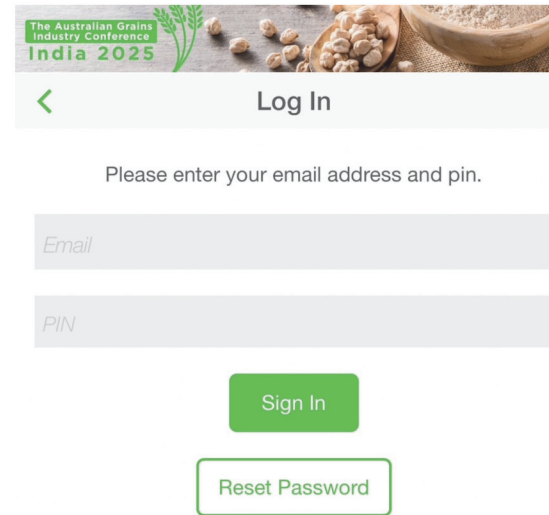 The Australian Grains
Industry Conference
India 2025
Log In
Please enter your email address and pin.
Email
PIN
Sign In
Reset Password